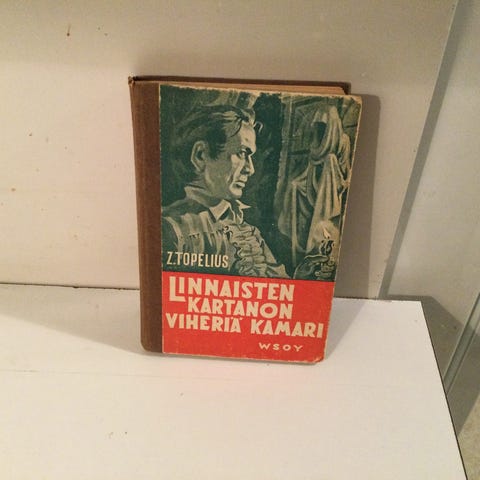 Z.TOPELIUS
LINNAISTEN
KARTANON
VIHERIÄ KAMARI
WSOY